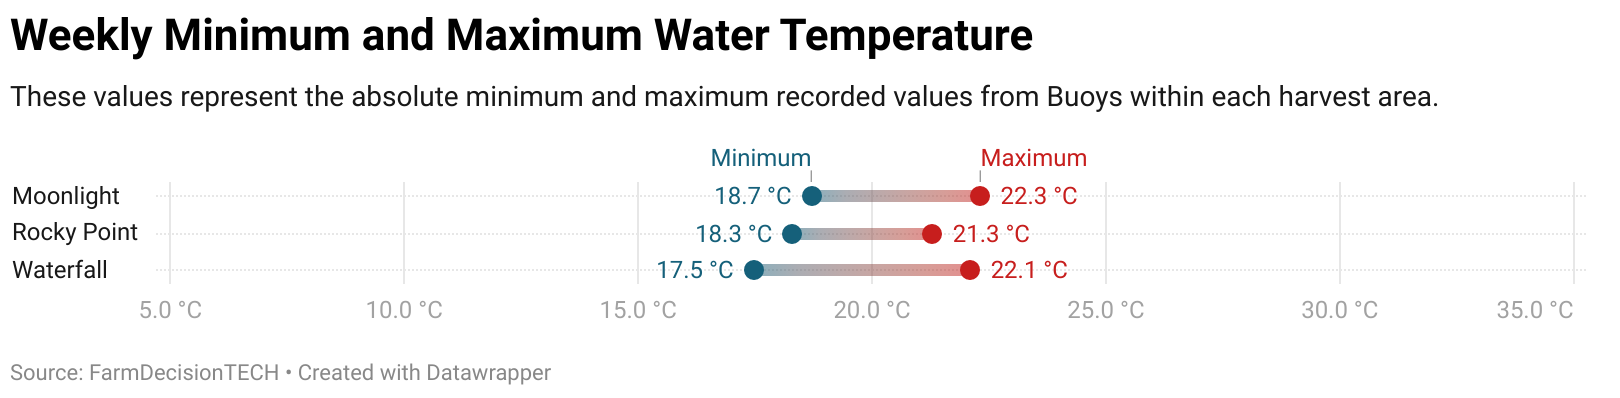 Weekly Minimum and Maximum Water Temperature
These values represent the absolute minimum and maximum recorded values from Buoys within each harvest area.
Minimum Maximum
Moonlight 18.7 °C 22.3 °C
Rocky Point 18.3 °C 21.3 °C
Waterfall 17.5 °C 22.1 °C
5.0 °C 10.0 °C 15.0 °C 20.0 °C 25.0 °C 30.0 °C 35.0 °C
Source: FarmDecisionTECH • Created with Datawrapper